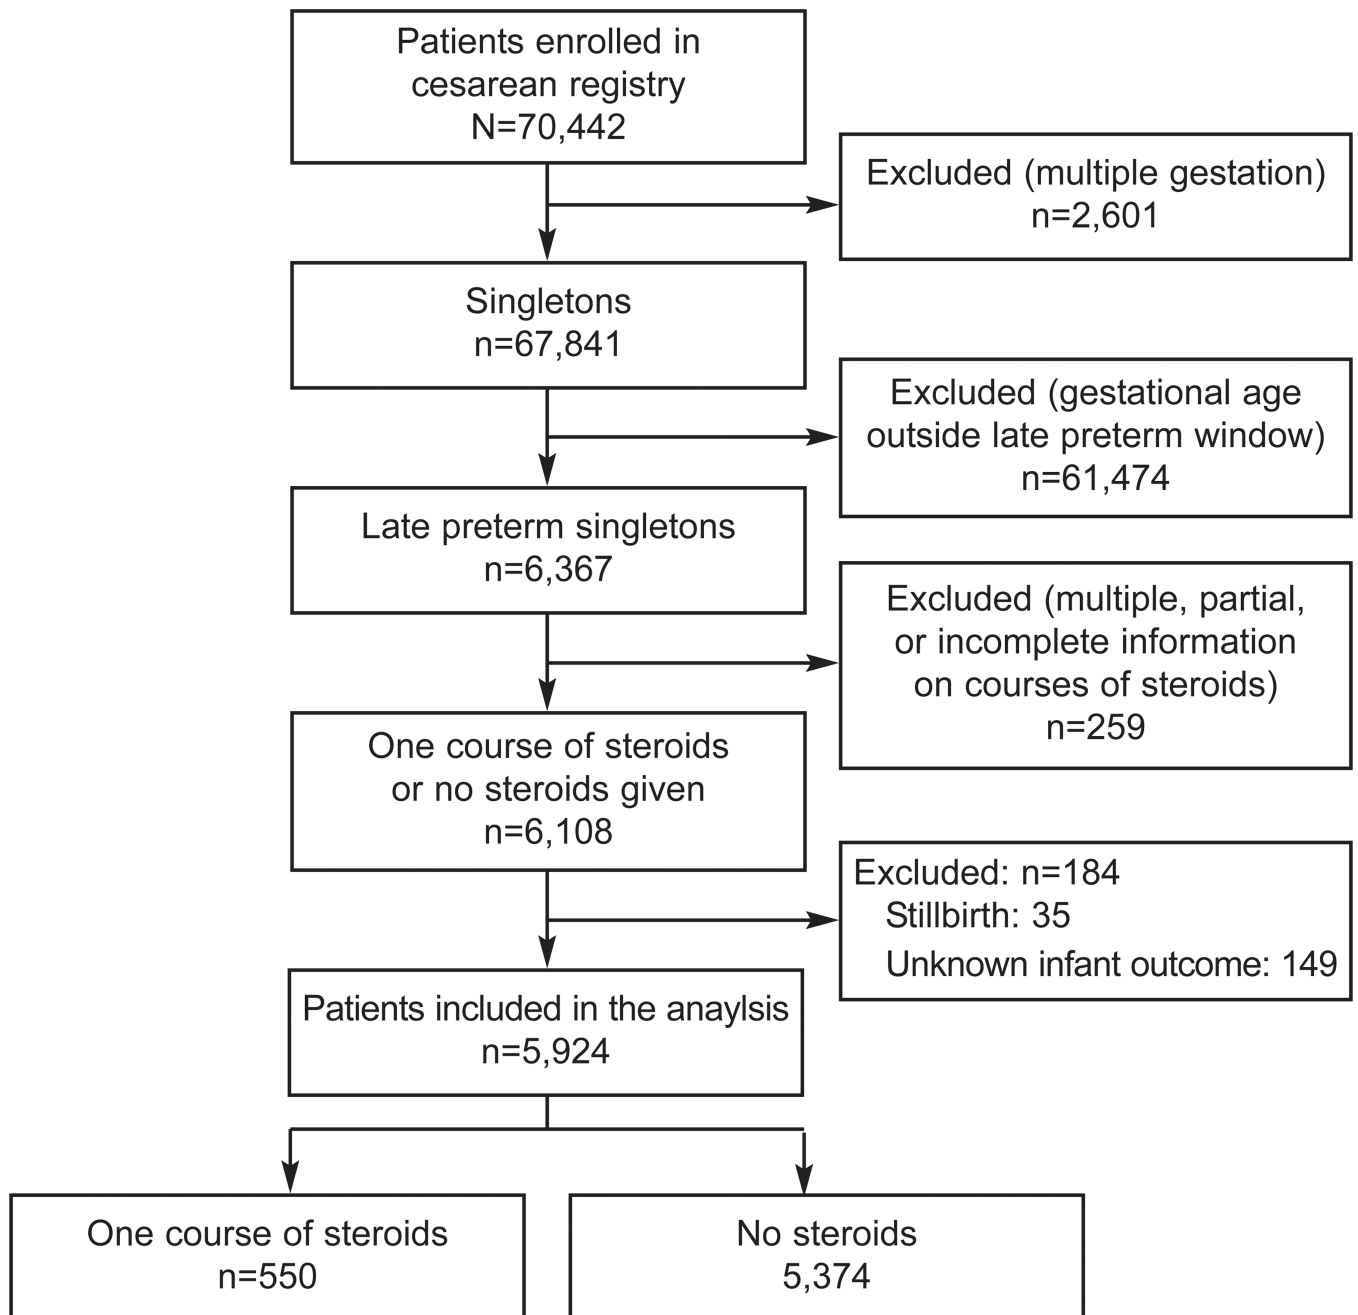 Patients enrolled in
cesarean registry
N=70,442
Excluded (multiple gestation)
n=2,601
Singletons
n=67,841
Excluded (gestational age
outside late preterm window)
n=61,474
Late preterm singletons
n=6,367
Excluded (multiple, partial,
or incomplete information
on courses of steroids)
n=259
One course of steroids
or no steroids given
n=6,108
Excluded: n=184
Stillbirth: 35
Unknown infant outcome: 149
Patients included in the anaylsis
n=5,924
One course of steroids
n=550
No steroids
5,374